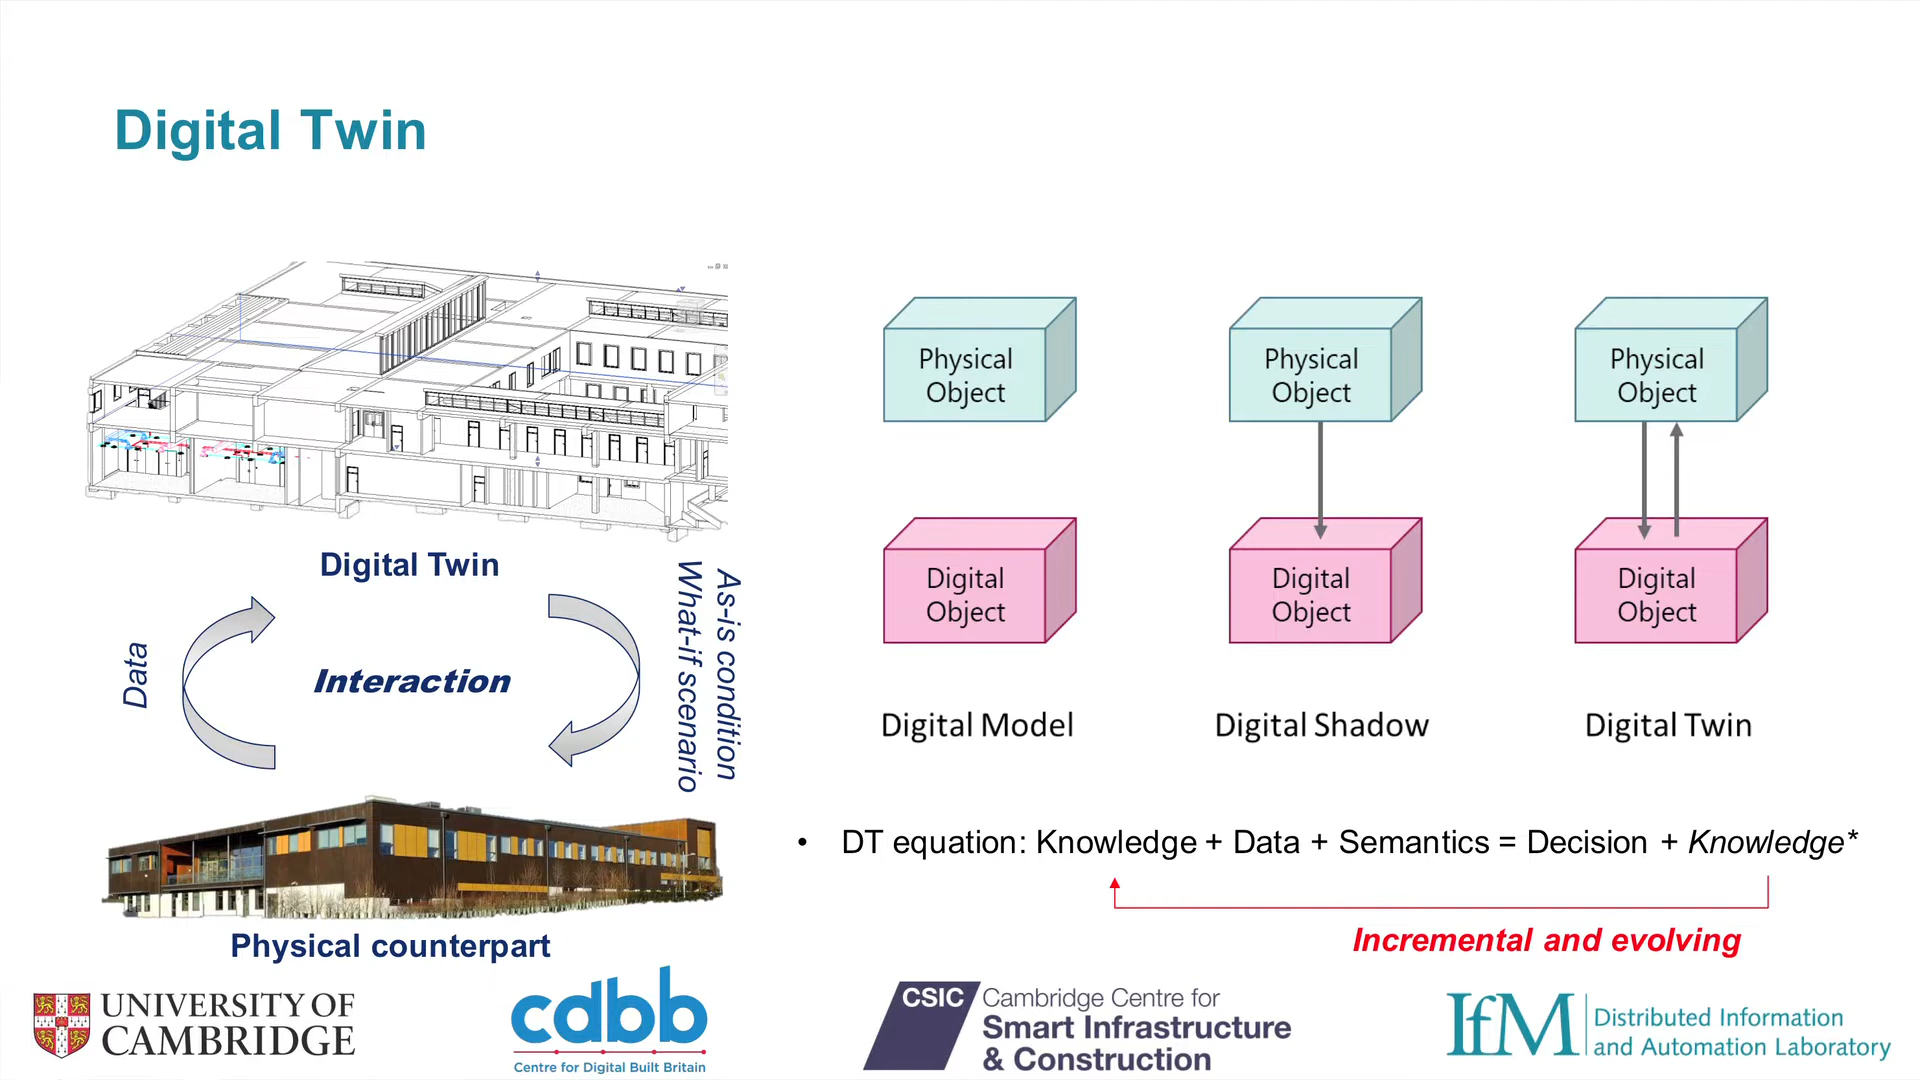 Digital Twin
Digital Twin
Data
Interaction
As-is condition
What-if scenario
Physical counterpart
Physical
Object
Physical
Object
Physical
Object
Digital
Object
Digital
Object
Digital
Object
Digital Model
Digital Shadow
Digital Twin
• DT equation: Knowledge + Data + Semantics = Decision + Knowledge*
Incremental and evolving
UNIVERSITY OF
CAMBRIDGE
cdbb
Centre for Digital Built Britain
CSIC
Cambridge Centre for
Smart Infrastructure
& Construction
IfM
Distributed Information
and Automation Laboratory